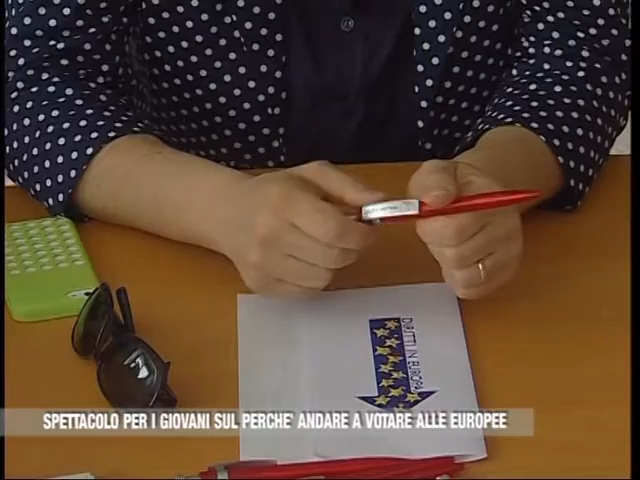 DIRITTI IN EUROPA
SPETTACOLO PER I GIOVANI SUL PERCHE' ANDARE A VOTARE ALLE EUROPEE